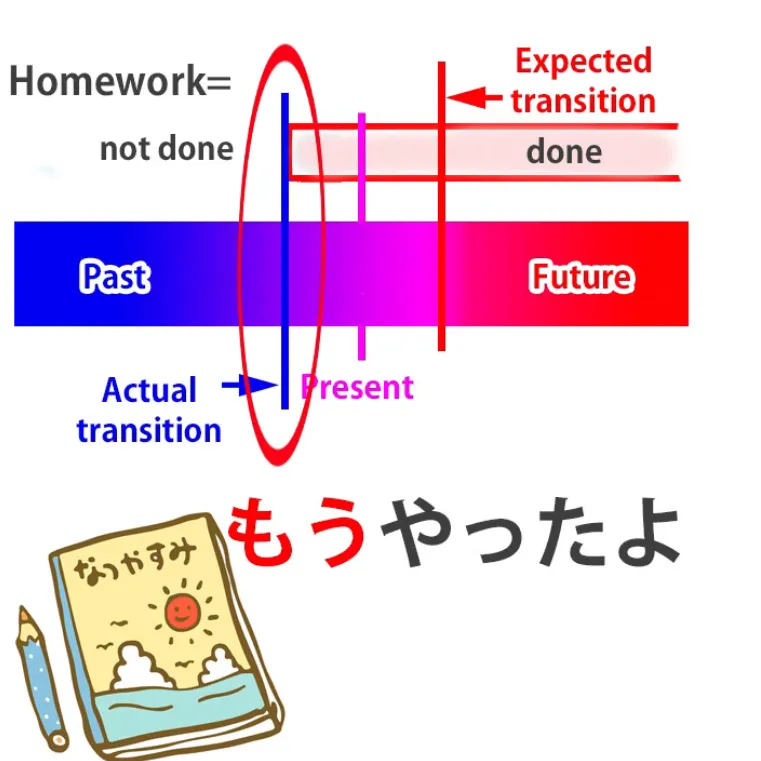 Homework=
Expected
transition
not done
done
Past
Future
Actual
transition
Present
もうやったよ
なつやすみ